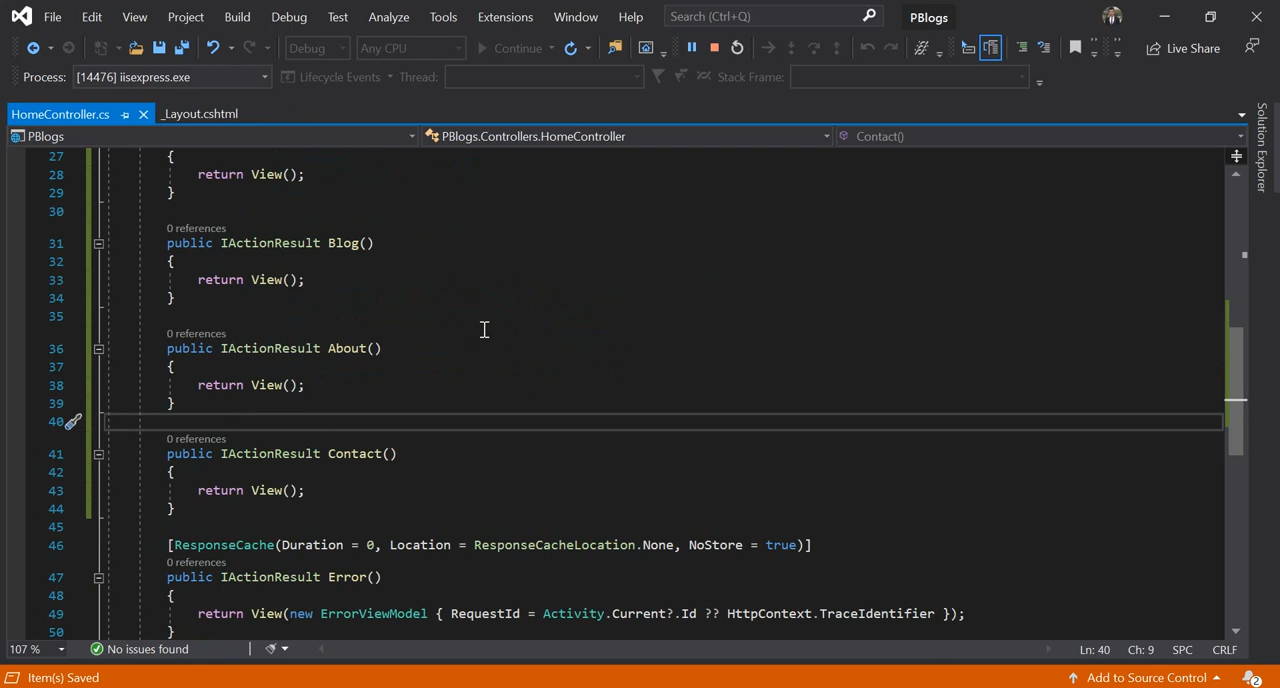 File Edit View Project Build Debug Test Analyze Tools Extensions Window Help Search (Ctrl+Q) PBlogs
Debug Any CPU Continue Live Share
Process: [14476] iisexpress.exe Lifecycle Events Thread: Stack Frame:
HomeController.cs _Layout.cshtml
PBlogs PBlogs.Controllers.HomeController Contact()
Solution Explorer
27 {
28 return View();
29 }
30
0 references
31 public IActionResult Blog()
32 {
33 return View();
34 }
35
0 references
36 public IActionResult About()
37 {
38 return View();
39 }
40
0 references
41 public IActionResult Contact()
42 {
43 return View();
44 }
45
46 [ResponseCache(Duration = 0, Location = ResponseCacheLocation.None, NoStore = true)]
0 references
47 public IActionResult Error()
48 {
49 return View(new ErrorViewModel { RequestId = Activity.Current?.Id ?? HttpContext.TraceIdentifier });
50 }
107 % No issues found Ln: 40 Ch: 9 SPC CRLF
Item(s) Saved Add to Source Control 2